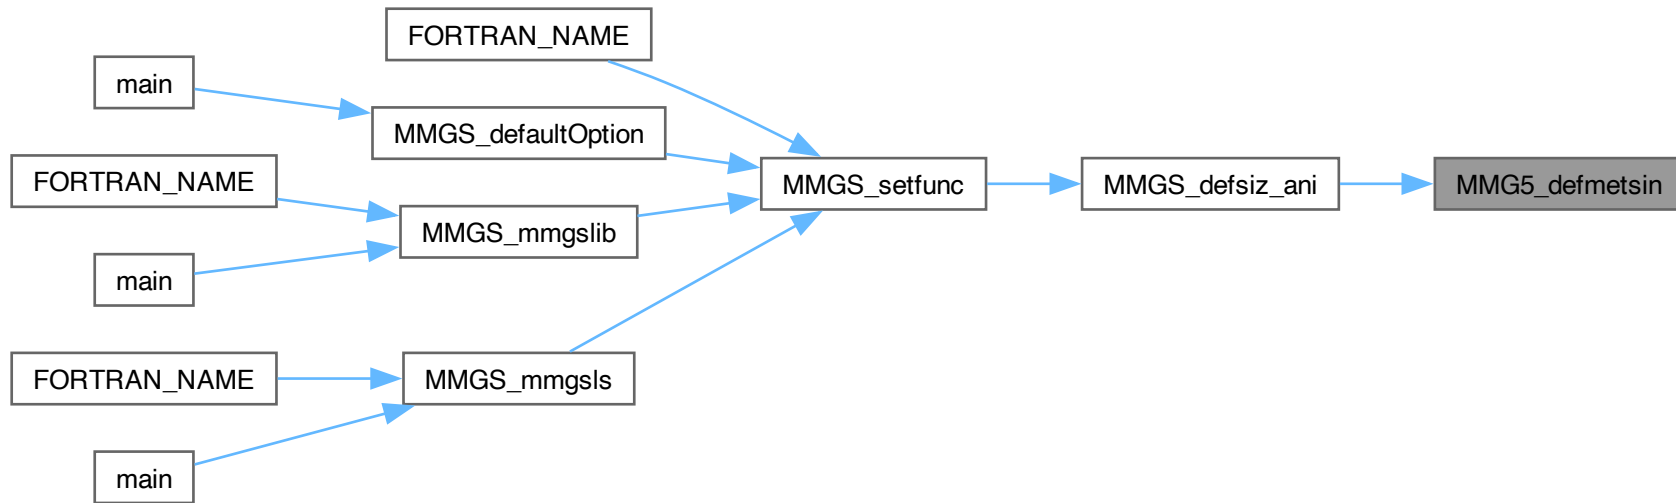 FORTRAN_NAME
main
MMGS_defaultOption
FORTRAN_NAME
MMGS_setfunc
MMGS_defsiz_ani
MMG5_defmetsin
MMGS_mmgslib
main
FORTRAN_NAME
MMGS_mmgsls
main